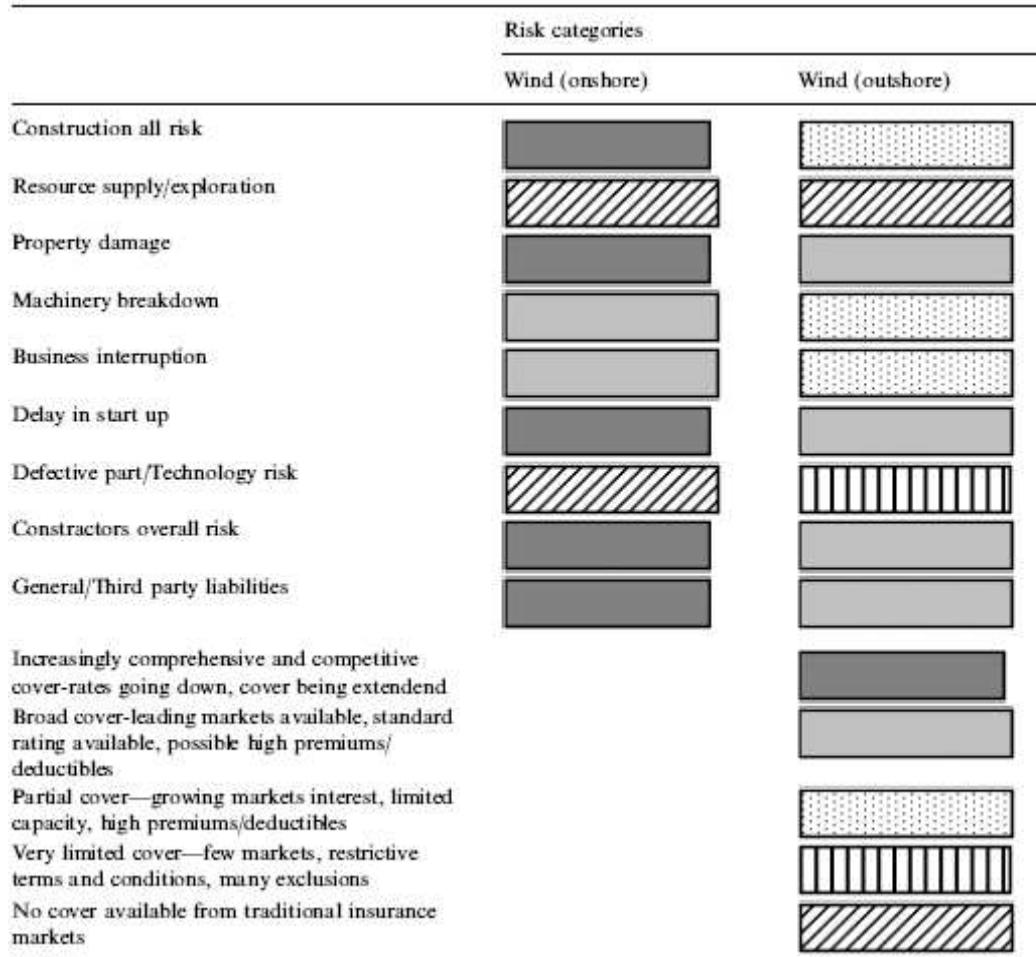 Risk categories
Wind (onshore) Wind (outshore)
Construction all risk
Resource supply/exploration
Property damage
Machinery breakdown
Business interruption
Delay in start up
Defective part/Technology risk
Constractors overall risk
General/Third party liabilities
Increasingly comprehensive and competitive
cover-rates going down, cover being extendend
Broad cover-leading markets available, standard
rating available, possible high premiums/
deductibles
Partial cover—growing markets interest, limited
capacity, high premiums/deductibles
Very limited cover—few markets, restrictive
terms and conditions, many exclusions
No cover available from traditional insurance
markets